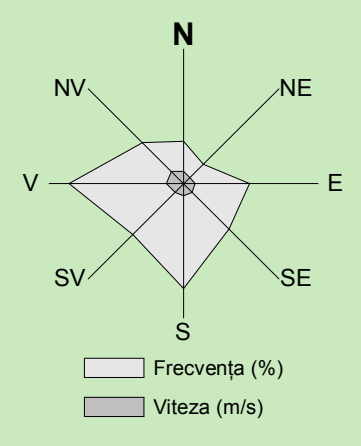 N
NV NE
V E
SV SE
S
Frecvența (%)
Viteza (m/s)